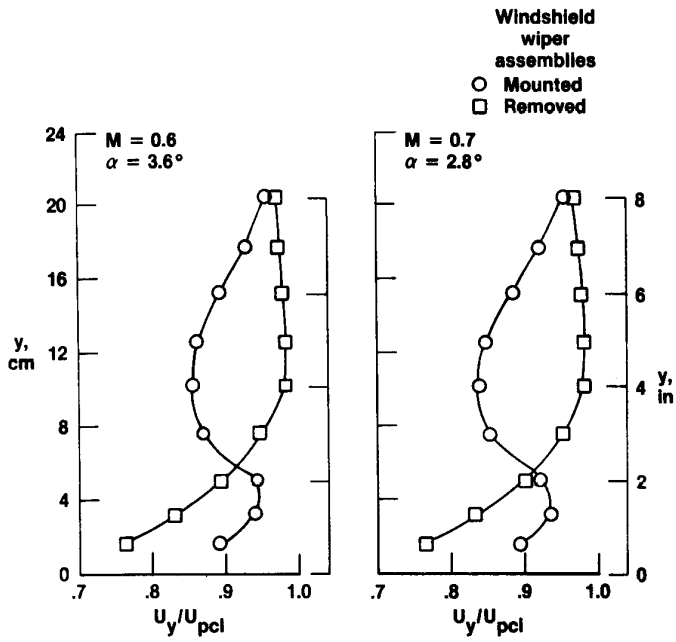 Windshield
wiper
assemblies
Mounted
Removed
M = 0.6
α = 3.6°
M = 0.7
α = 2.8°
24
20
16
12
8
4
0
y,
cm
8
6
4
2
0
y,
in
.7 .8 .9 1.0
.7 .8 .9 1.0
Uy/Upcl
Uy/Upcl